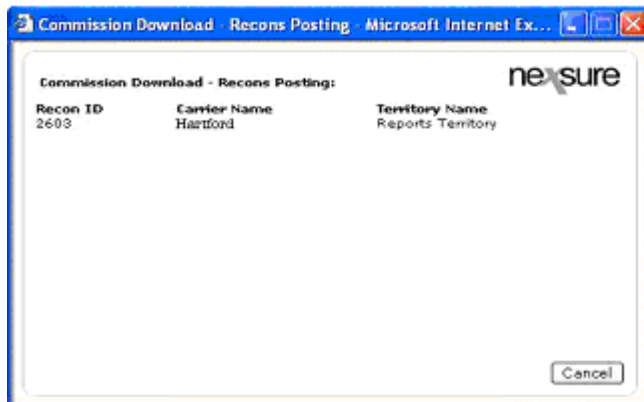 Commission Download - Recons Posting - Microsoft Internet Ex...
nexsure
Commission Download - Recons Posting:
Recon ID Carrier Name Territory Name
2603 Hartford Reports Territory
Cancel